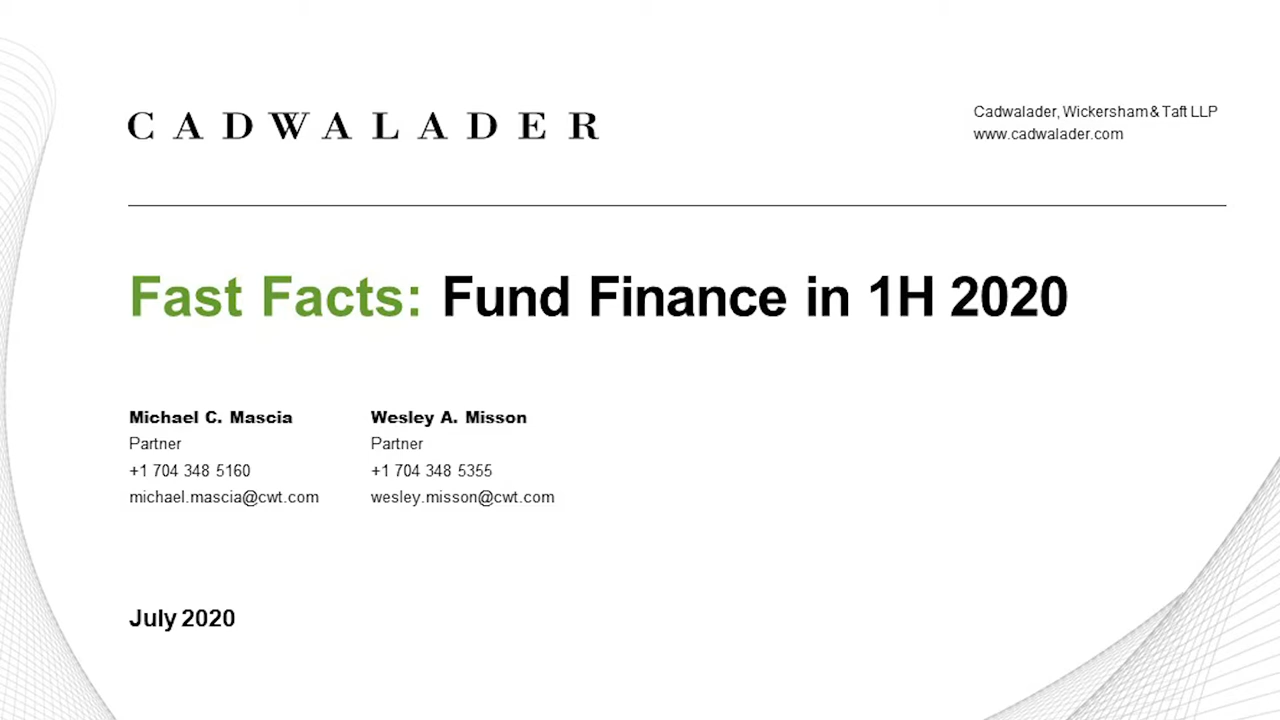 CADWALADER
Cadwalader, Wickersham & Taft LLP
www.cadwalader.com
Fast Facts: Fund Finance in 1H 2020
Michael C. Mascia
Partner
+1 704 348 5160
michael.mascia@cwt.com
Wesley A. Misson
Partner
+1 704 348 5355
wesley.misson@cwt.com
July 2020